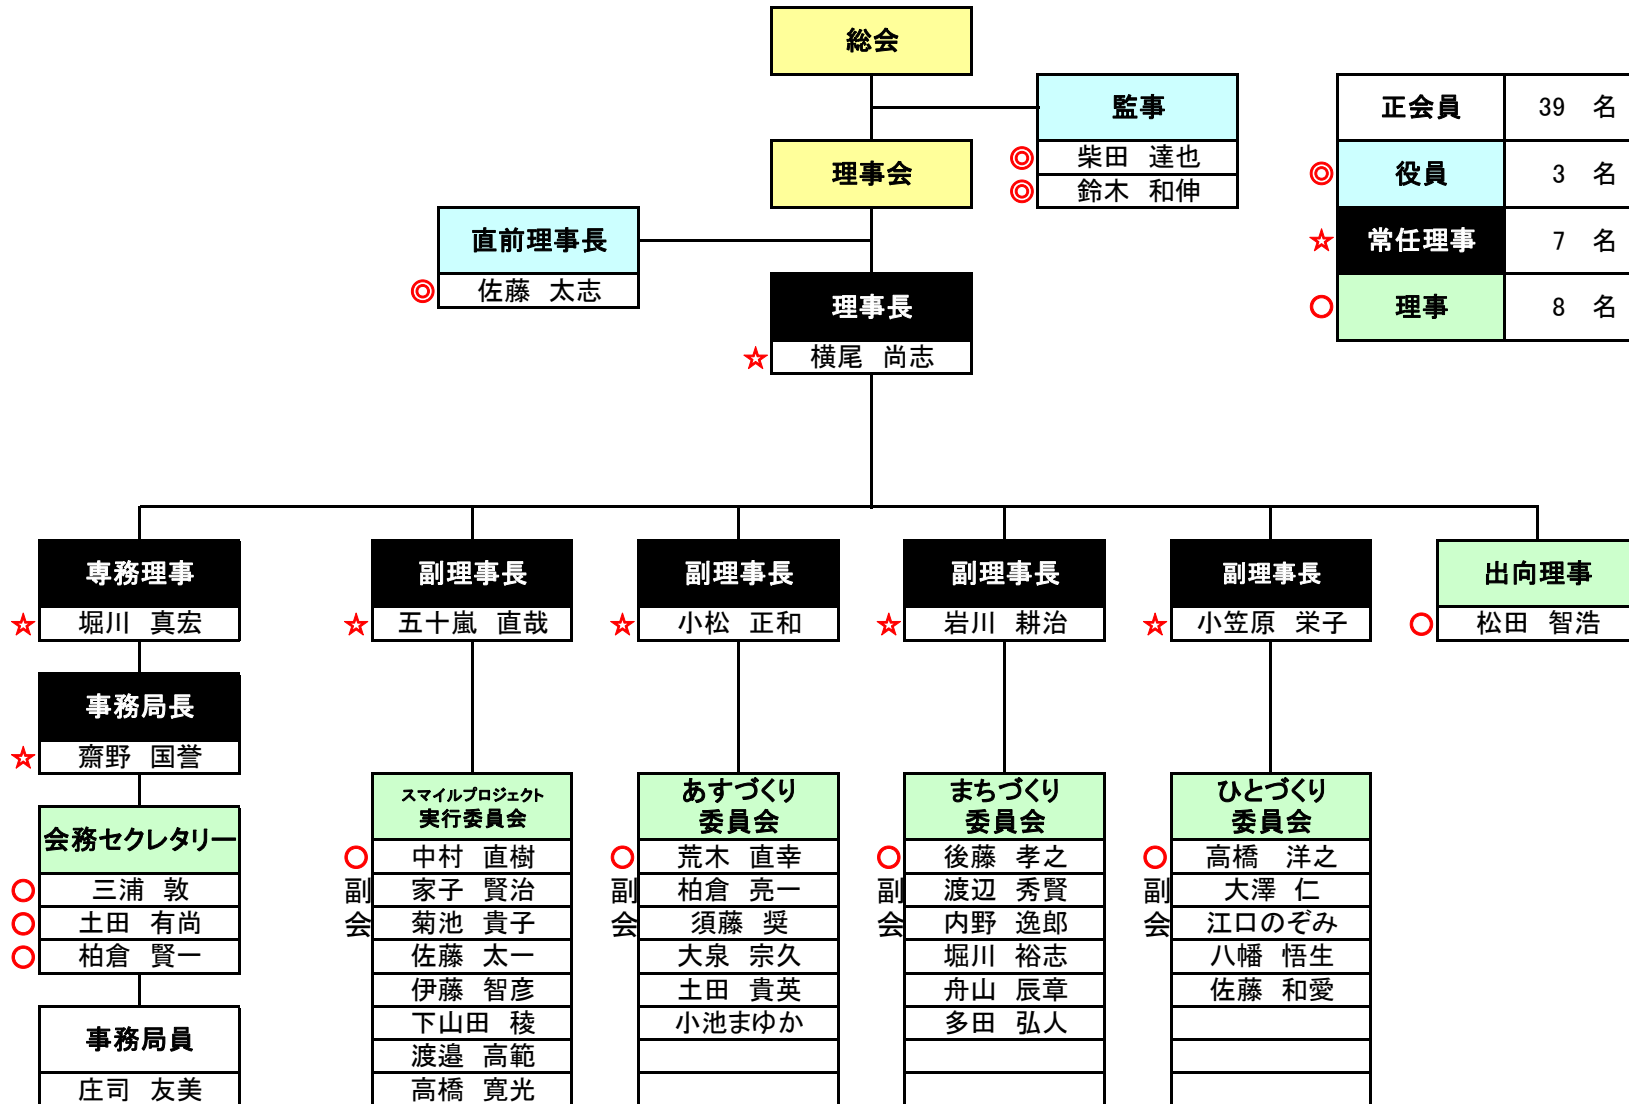 総会
監事
◎ 柴田 達也
◎ 鈴木 和伸
正会員 39 名
◎ 役員 3 名
☆ 常任理事 7 名
○ 理事 8 名
理事会
直前理事長
◎ 佐藤 太志
理事長
☆ 横尾 尚志
専務理事
☆ 堀川 真宏
事務局長
☆ 齋野 国誉
会務セクレタリー
○ 三浦 敦
○ 土田 有尚
○ 柏倉 賢一
事務局員
庄司 友美
副理事長
☆ 五十嵐 直哉
スマイルプロジェクト
実行委員会
○ 中村 直樹
副 家子 賢治
会 菊池 貴子
佐藤 太一
伊藤 智彦
下山田 稜
渡邉 高範
高橋 寛光
副理事長
☆ 小松 正和
あすづくり
委員会
○ 荒木 直幸
副 柏倉 亮一
会 須藤 奨
大泉 宗久
土田 貴英
小池まゆか
副理事長
☆ 岩川 耕治
まちづくり
委員会
○ 後藤 孝之
副 渡辺 秀賢
会 内野 逸郎
堀川 裕志
舟山 辰章
多田 弘人
副理事長
☆ 小笠原 栄子
ひとづくり
委員会
○ 高橋 洋之
副 大澤 仁
会 江口のぞみ
八幡 悟生
佐藤 和愛
出向理事
○ 松田 智浩